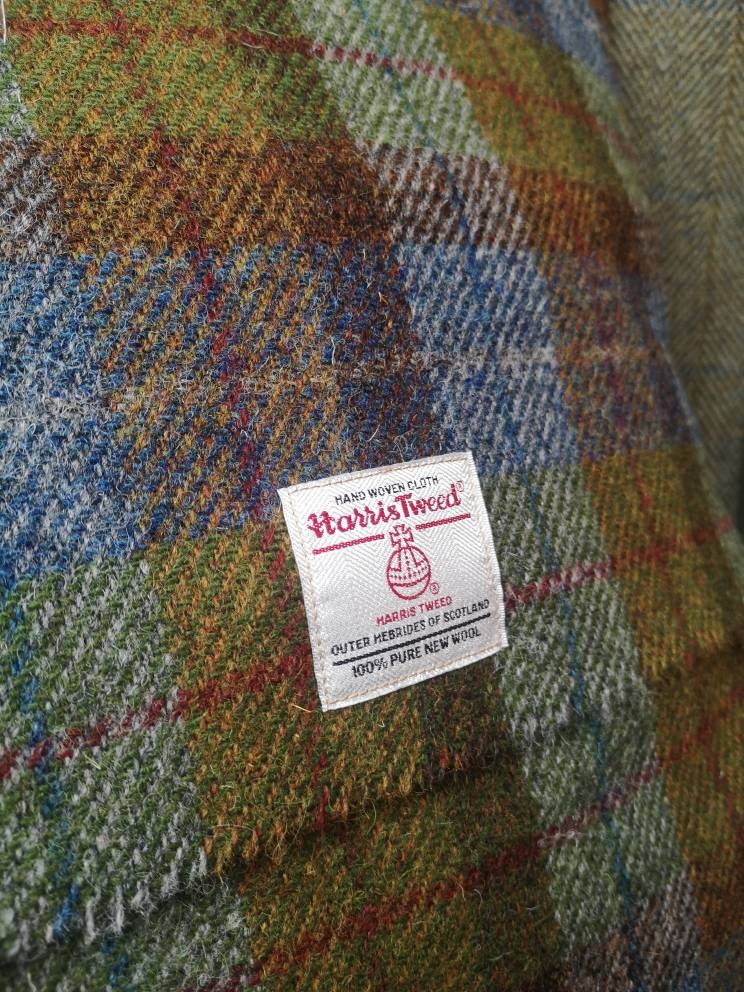 HAND WOVEN CLOTH
Harris Tweed®
®
HARRIS TWEED
OUTER HEBRIDES OF SCOTLAND
100% PURE NEW WOOL